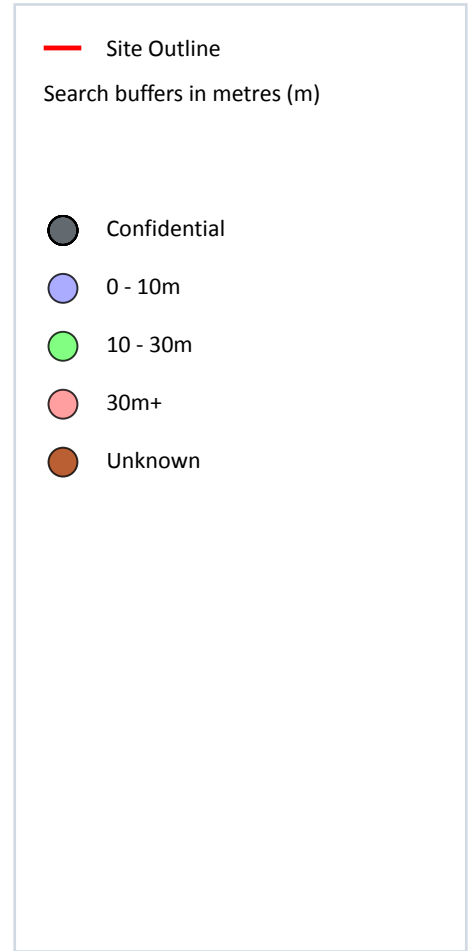 Site Outline
Search buffers in metres (m)
Confidential
0 - 10m
10 - 30m
30m+
Unknown